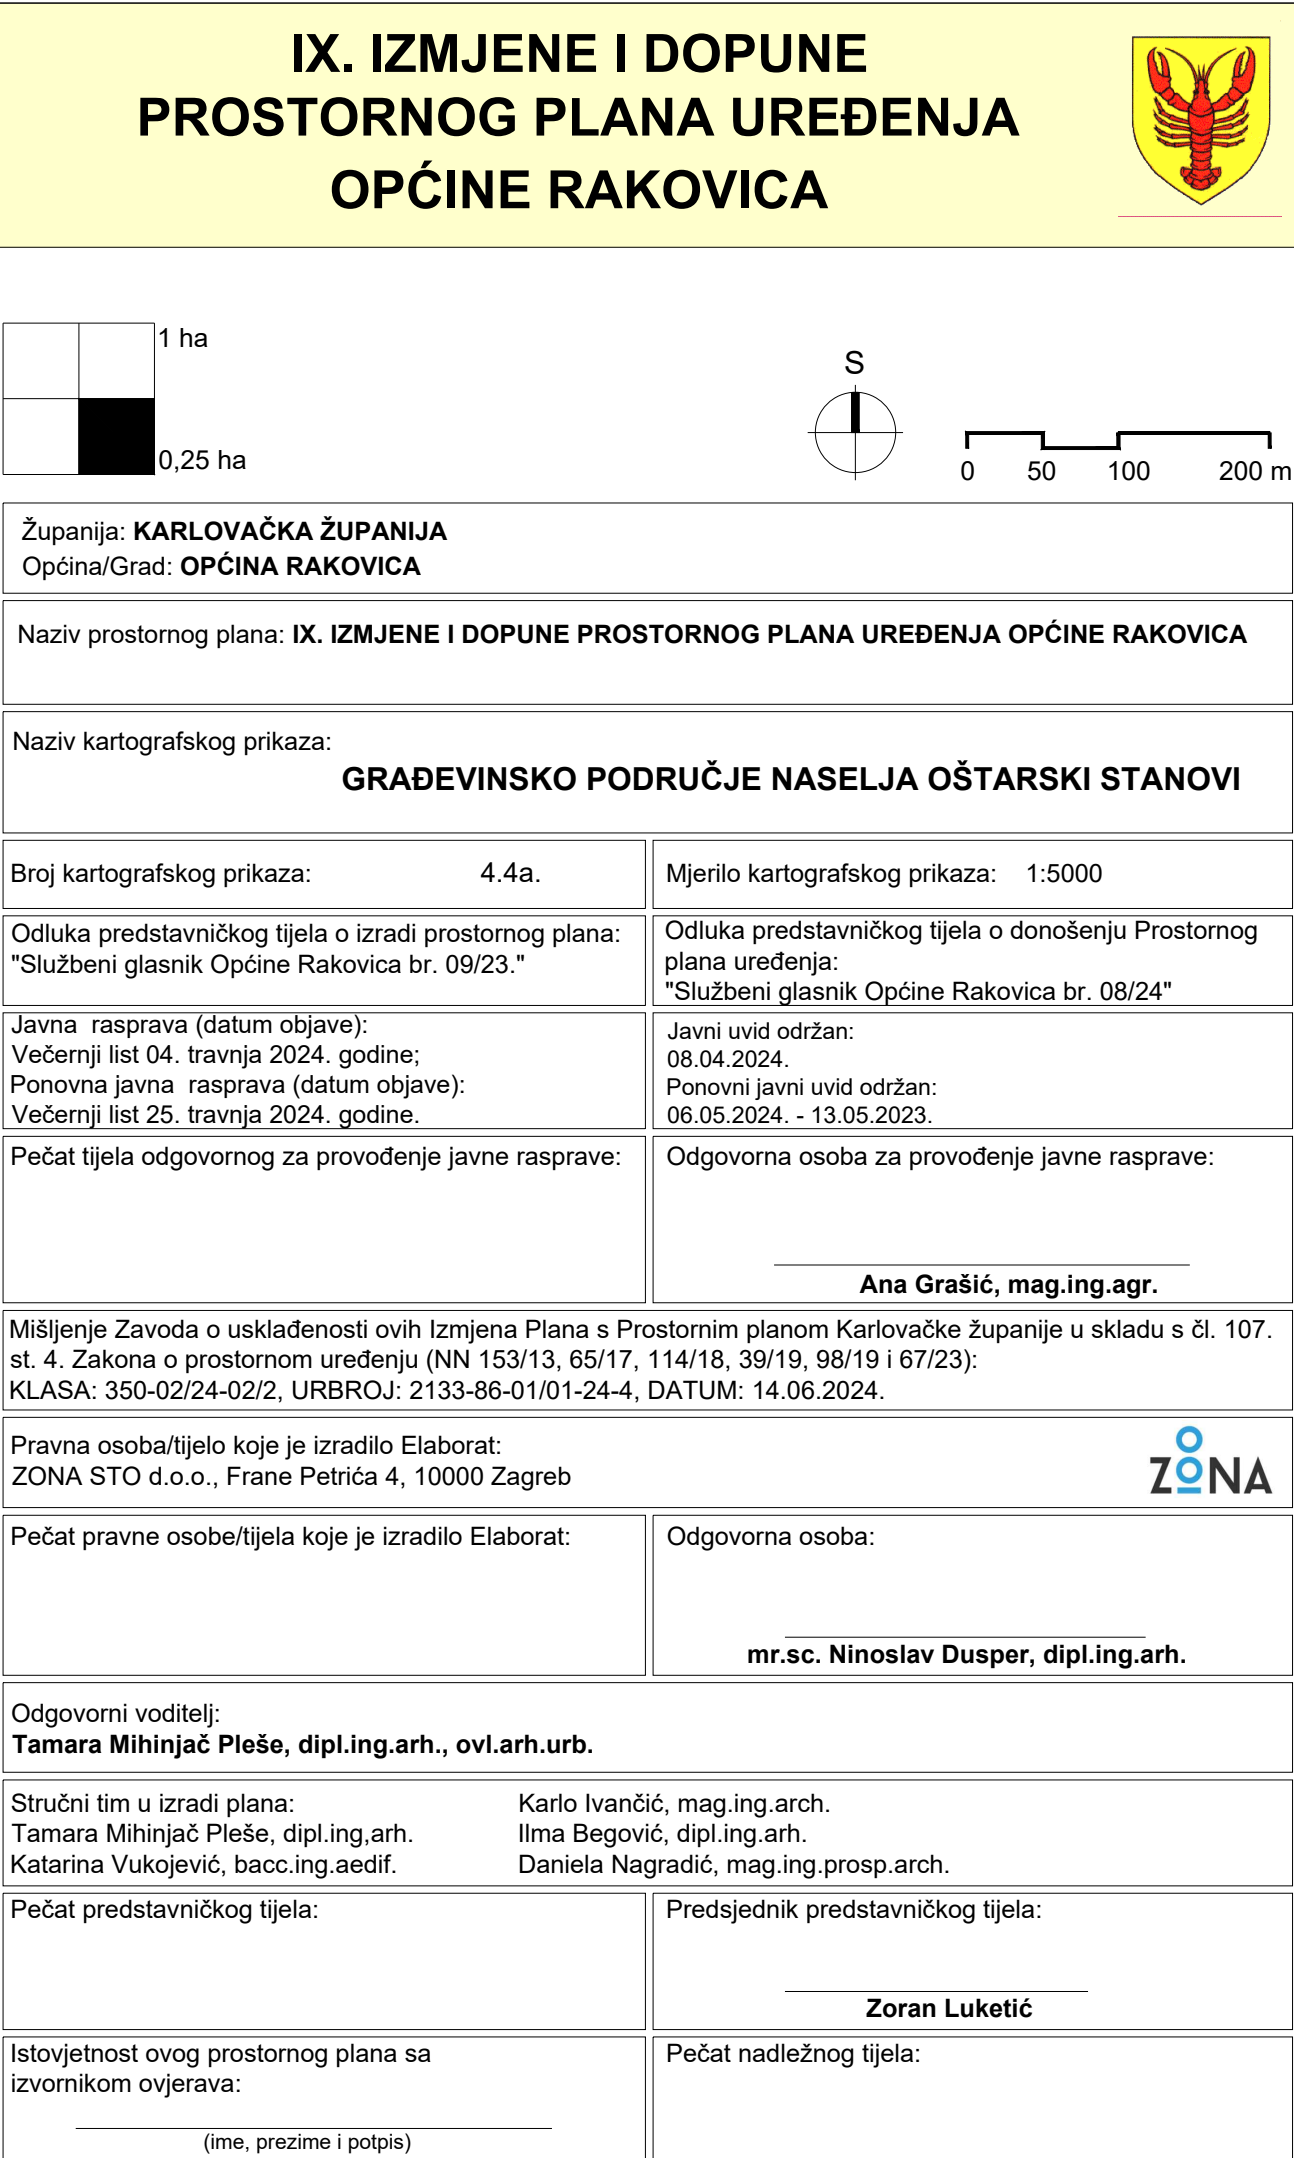 IX. IZMJENE I DOPUNE
PROSTORNOG PLANA UREĐENJA
OPĆINE RAKOVICA
1 ha
0,25 ha
S
0 50 100 200 m
Županija: KARLOVAČKA ŽUPANIJA
Općina/Grad: OPĆINA RAKOVICA
Naziv prostornog plana: IX. IZMJENE I DOPUNE PROSTORNOG PLANA UREĐENJA OPĆINE RAKOVICA
Naziv kartografskog prikaza:
GRAĐEVINSKO PODRUČJE NASELJA OŠTARSKI STANOVI
Broj kartografskog prikaza: 4.4a.
Mjerilo kartografskog prikaza: 1:5000
Odluka predstavničkog tijela o izradi prostornog plana:
"Službeni glasnik Općine Rakovica br. 09/23."
Odluka predstavničkog tijela o donošenju Prostornog
plana uređenja:
"Službeni glasnik Općine Rakovica br. 08/24"
Javna rasprava (datum objave):
Večernji list 04. travnja 2024. godine;
Ponovna javna rasprava (datum objave):
Večernji list 25. travnja 2024. godine.
Javni uvid održan:
08.04.2024.
Ponovni javni uvid održan:
06.05.2024. - 13.05.2023.
Pečat tijela odgovornog za provođenje javne rasprave:
Odgovorna osoba za provođenje javne rasprave:
Ana Grašić, mag.ing.agr.
Mišljenje Zavoda o usklađenosti ovih Izmjena Plana s Prostornim planom Karlovačke županije u skladu s čl. 107.
st. 4. Zakona o prostornom uređenju (NN 153/13, 65/17, 114/18, 39/19, 98/19 i 67/23):
KLASA: 350-02/24-02/2, URBROJ: 2133-86-01/01-24-4, DATUM: 14.06.2024.
Pravna osoba/tijelo koje je izradilo Elaborat:
ZONA STO d.o.o., Frane Petrića 4, 10000 Zagreb
ZONA
Pečat pravne osobe/tijela koje je izradilo Elaborat:
Odgovorna osoba:
mr.sc. Ninoslav Dusper, dipl.ing.arh.
Odgovorni voditelj:
Tamara Mihinjač Pleše, dipl.ing.arh., ovl.arh.urb.
Stručni tim u izradi plana:
Tamara Mihinjač Pleše, dipl.ing,arh.
Katarina Vukojević, bacc.ing.aedif.
Karlo Ivančić, mag.ing.arch.
Ilma Begović, dipl.ing.arh.
Daniela Nagradić, mag.ing.prosp.arch.
Pečat predstavničkog tijela:
Predsjednik predstavničkog tijela:
Zoran Luketić
Istovjetnost ovog prostornog plana sa
izvornikom ovjerava:
(ime, prezime i potpis)
Pečat nadležnog tijela: